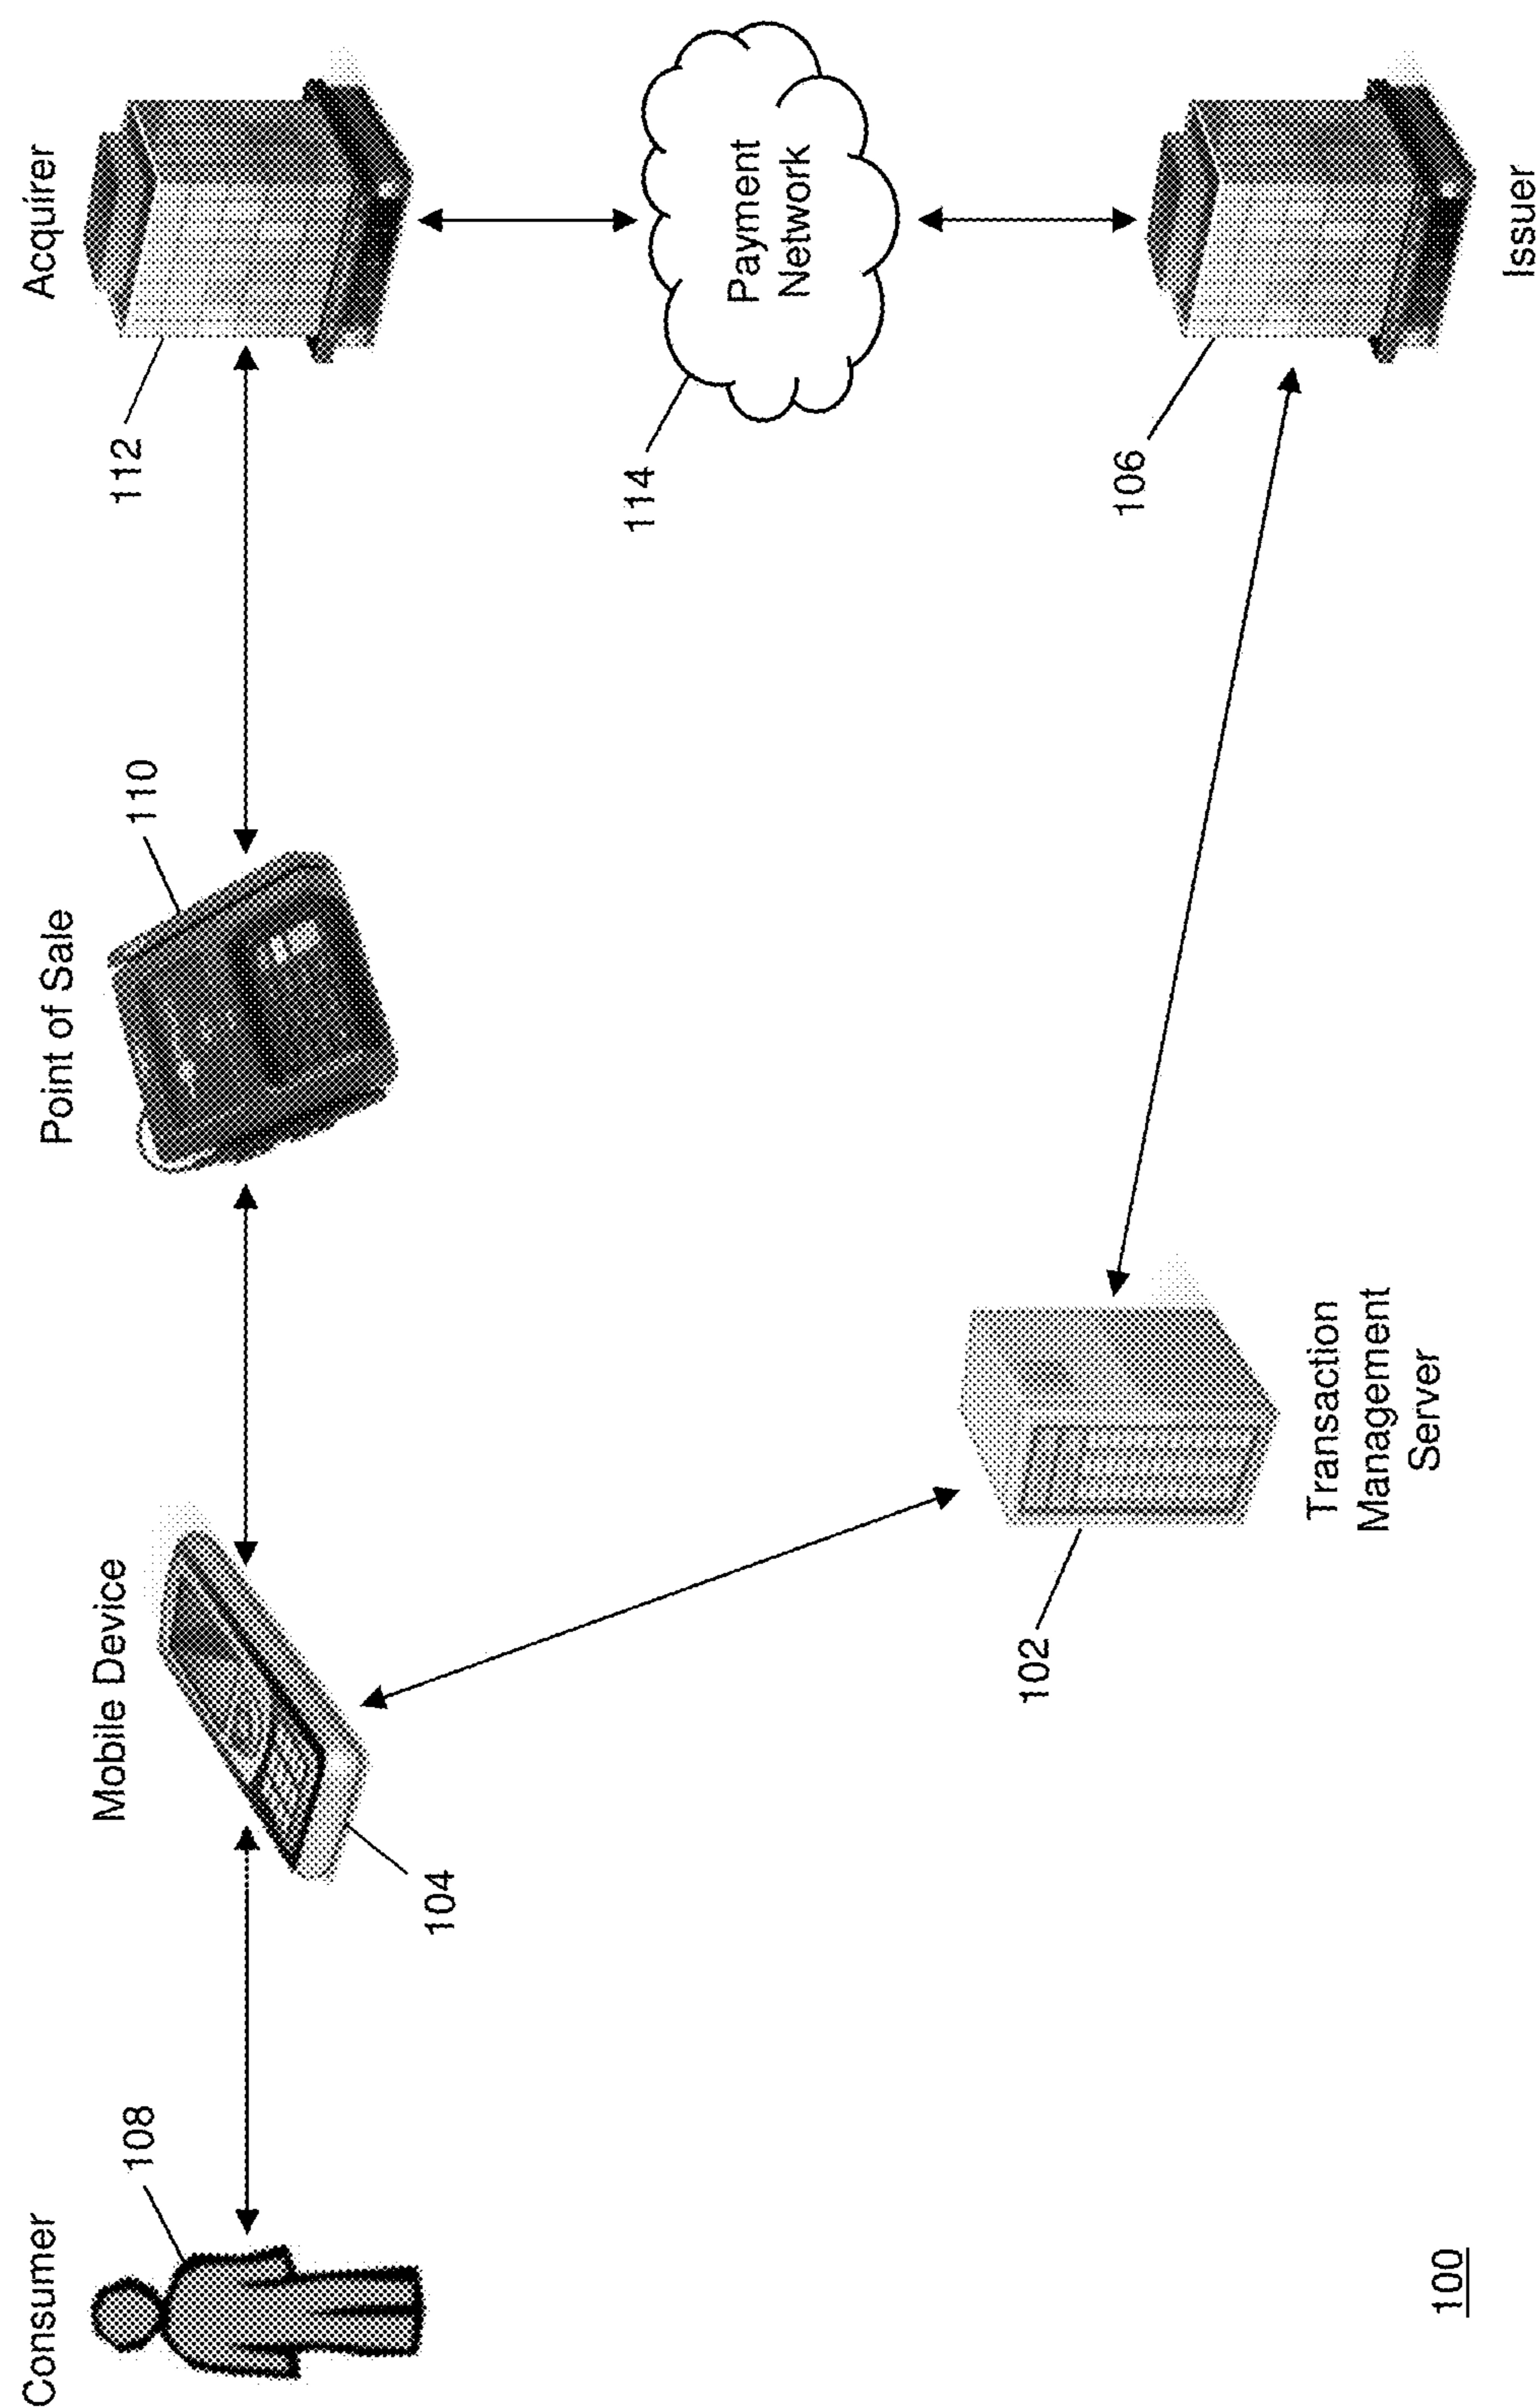 Consumer
108
Mobile Device
104
Point of Sale
110
Acquirer
112
Payment
Network
114
Transaction
Management
Server
102
106
Issuer
100